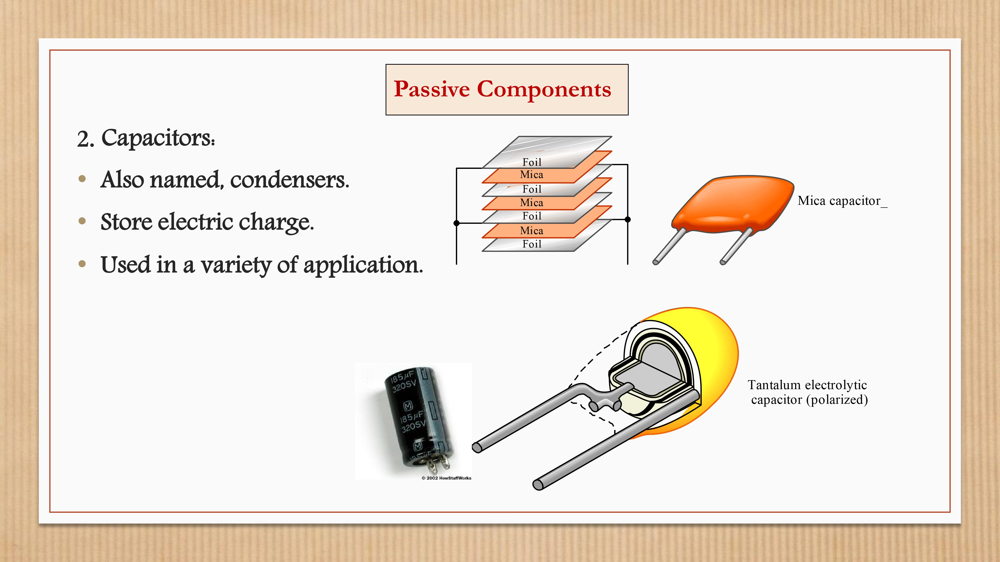 Passive Components
2. Capacitors:
• Also named, condensers.
• Store electric charge.
• Used in a variety of application.
Foil
Mica
Foil
Mica
Foil
Mica
Foil
Mica capacitor_
Tantalum electrolytic
capacitor (polarized)
185µF
320SV
M
185µF
320SV
M
185µF
© 2002 HowStuffWorks